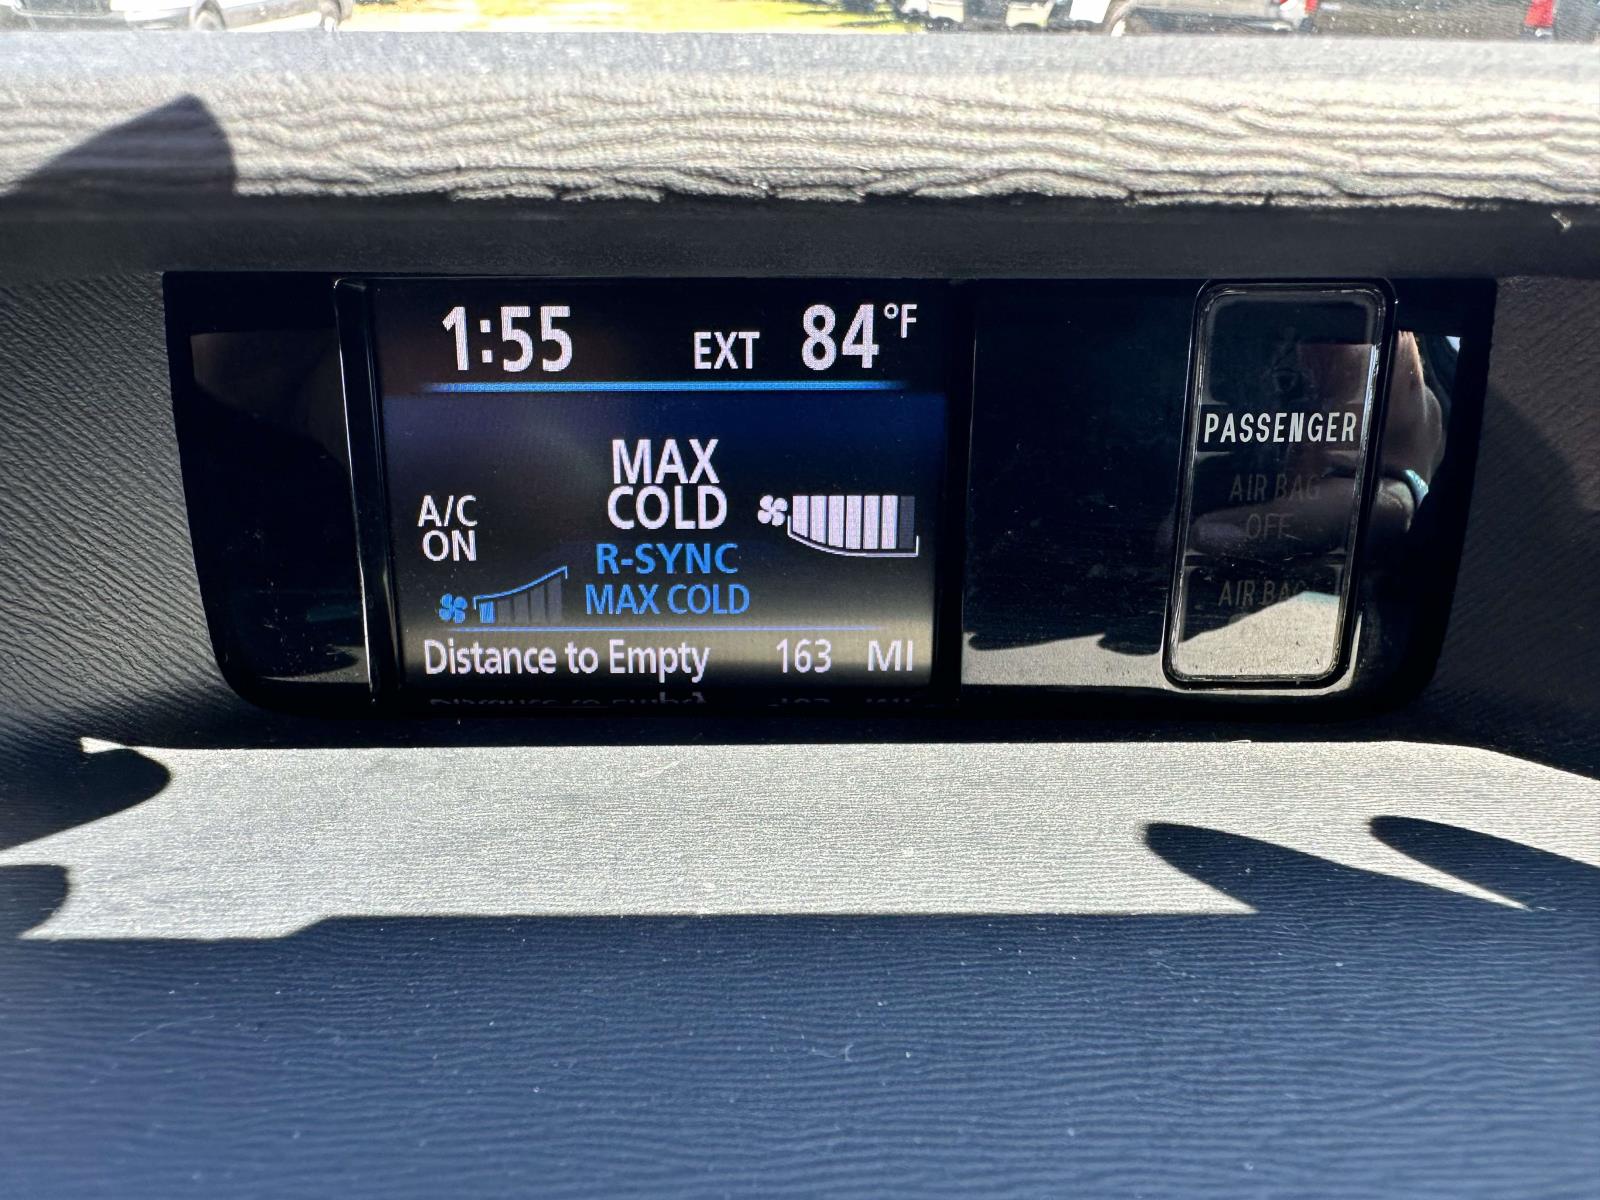 1:55 EXT 84°F
MAX
COLD
A/C
ON
R-SYNC
MAX COLD
Distance to Empty 163 MI
PASSENGER
AIR BAG
OFF
AIR BAG